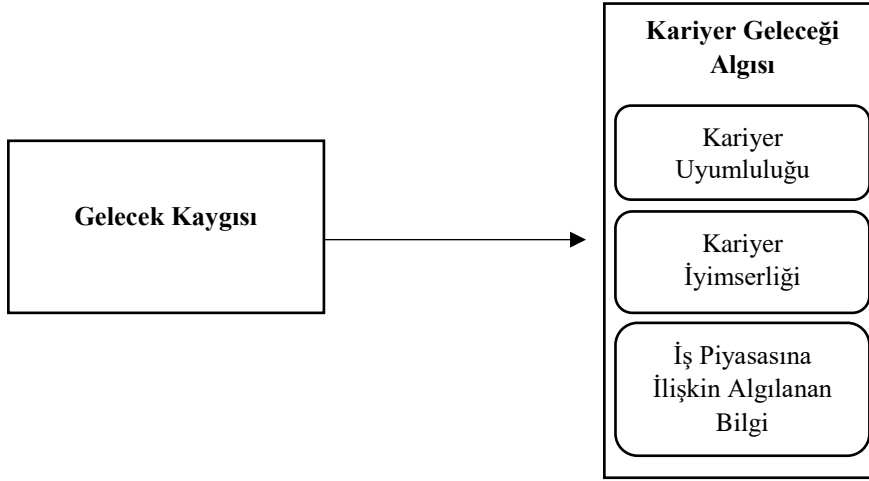 Gelecek Kaygısı
Kariyer Geleceği
Algısı
Kariyer
Uyumluluğu
Kariyer
İyimserliği
İş Piyasasına
İlişkin Algılanan
Bilgi